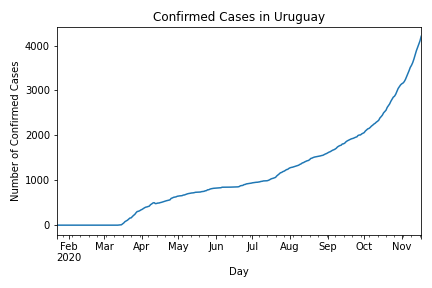 Confirmed Cases in Uruguay
Number of Confirmed Cases
4000
3000
2000
1000
0
Feb Mar Apr May Jun Jul Aug Sep Oct Nov
2020
Day